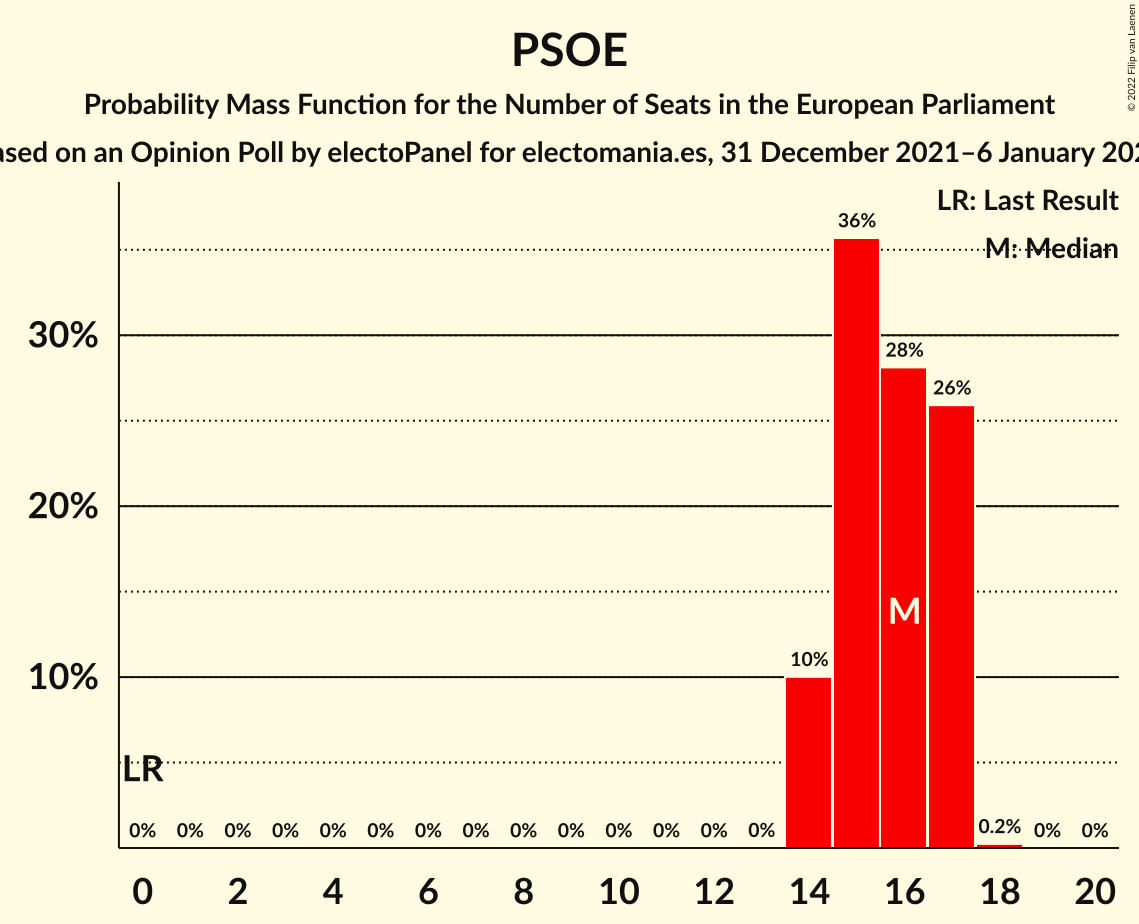 PSOE
Probability Mass Function for the Number of Seats in the European Parliament
ased on an Opinion Poll by electoPanel for electomania.es, 31 December 2021–6 January 202
© 2022 Filip van Laenen
LR: Last Result
M: Median
36%
30%
28%
26%
20%
M
10%
10%
LR
0% 0% 0% 0% 0% 0% 0% 0% 0% 0% 0% 0% 0% 0% 0.2% 0% 0%
0 2 4 6 8 10 12 14 16 18 20